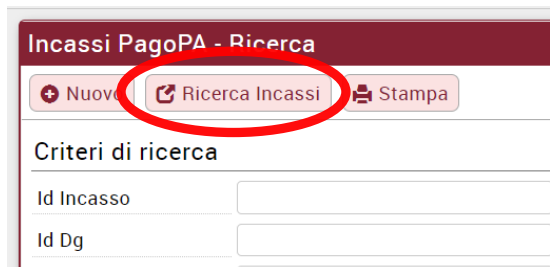 Incassi PagoPA - Ricerca
Nuovo Ricerca Incassi Stampa
Criteri di ricerca
Id Incasso
Id Dg